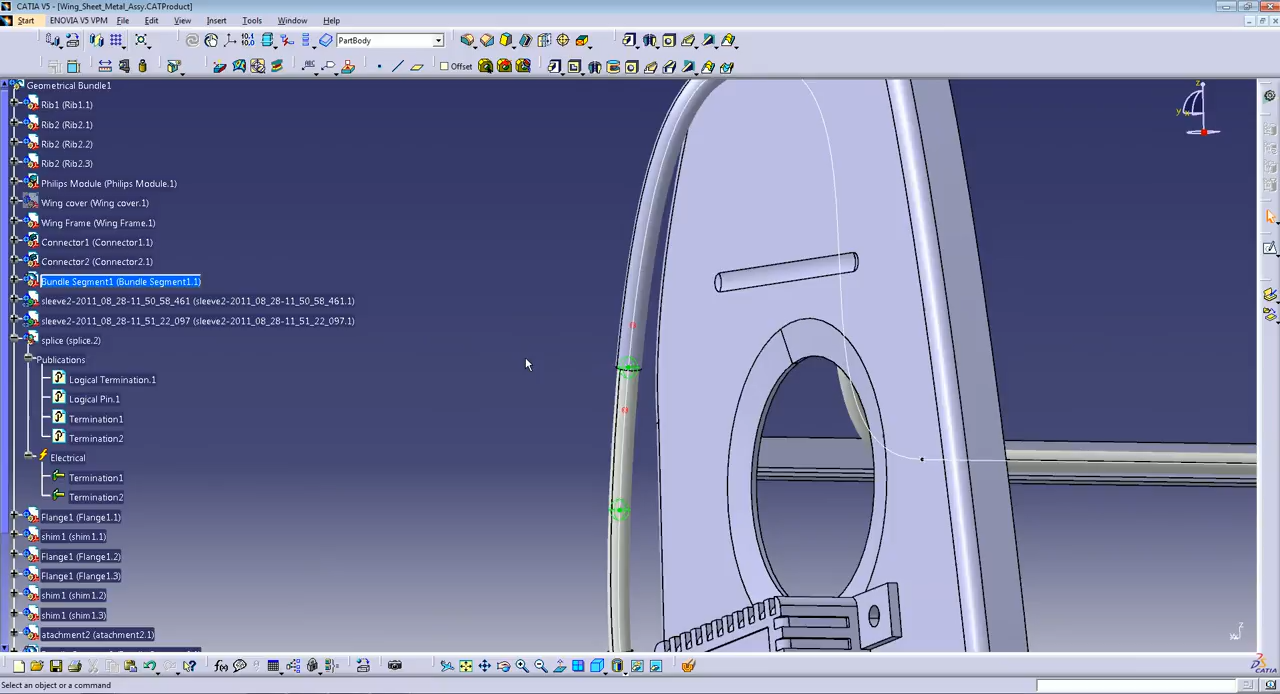 CATIA V5 - [Wing_Sheet_Metal_Assy.CATProduct]
Start ENOVIA V5 VPM File Edit View Insert Tools Window Help
PartBody
Offset
Geometrical Bundle1
Rib1 (Rib1.1)
Rib2 (Rib2.1)
Rib2 (Rib2.2)
Rib2 (Rib2.3)
Philips Module (Philips Module.1)
Wing cover (Wing cover.1)
Wing Frame (Wing Frame.1)
Connector1 (Connector1.1)
Connector2 (Connector2.1)
Bundle Segment1 (Bundle Segment1.1)
sleeve2-2011_08_28-11_50_58_461 (sleeve2-2011_08_28-11_50_58_461.1)
sleeve2-2011_08_28-11_51_22_097 (sleeve2-2011_08_28-11_51_22_097.1)
splice (splice.2)
Publications
Logical Termination.1
Logical Pin.1
Termination1
Termination2
Electrical
Termination1
Termination2
Flange1 (Flange1.1)
shim1 (shim1.1)
Flange1 (Flange1.2)
Flange1 (Flange1.3)
shim1 (shim1.2)
shim1 (shim1.3)
atachment2 (atachment2.1)
z
y
CATIA
Select an object or a command